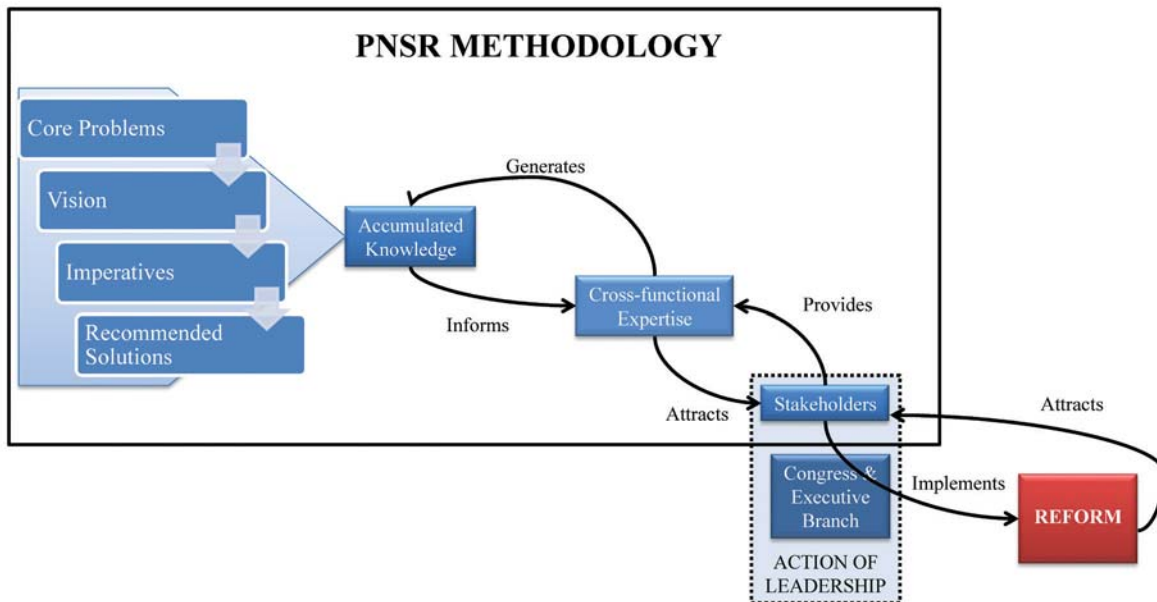 PNSR METHODOLOGY
Core Problems
Vision
Imperatives
Recommended
Solutions
Generates
Accumulated
Knowledge
Informs
Cross-functional
Expertise
Provides
Attracts
Stakeholders
Attracts
Congress &
Executive
Branch
Implements
REFORM
ACTION OF
LEADERSHIP